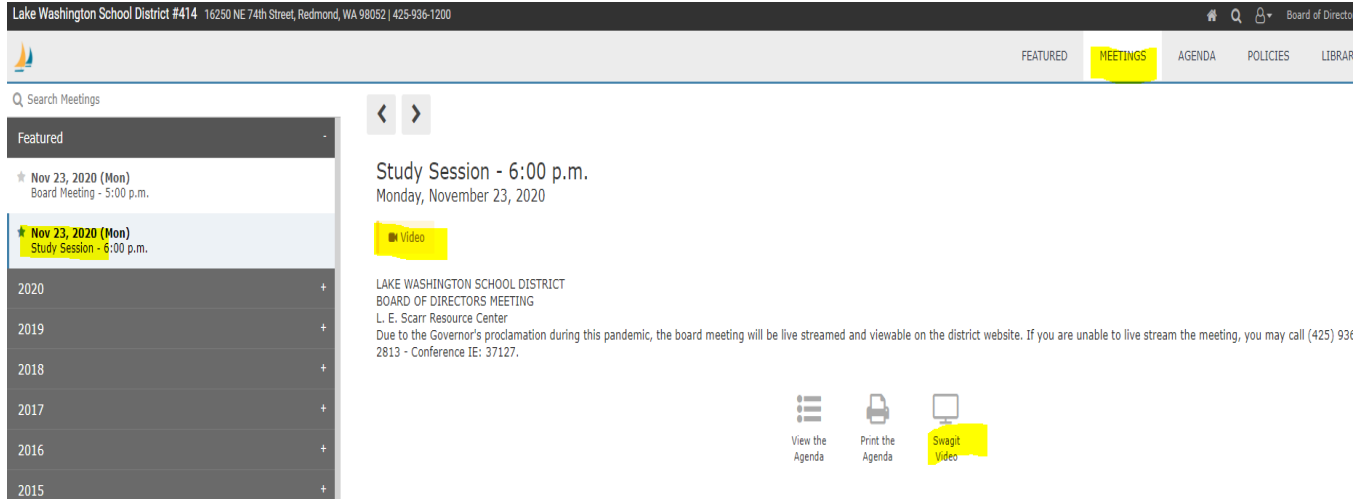 Lake Washington School District #414 16250 NE 74th Street, Redmond, WA 98052 | 425-936-1200
Board of Directo
FEATURED MEETINGS AGENDA POLICIES LIBRAR
Search Meetings
Featured -
Nov 23, 2020 (Mon)
Board Meeting - 5:00 p.m.
Nov 23, 2020 (Mon)
Study Session - 6:00 p.m.
2020 +
2019 +
2018 +
2017 +
2016 +
2015 +
Study Session - 6:00 p.m.
Monday, November 23, 2020
Video
LAKE WASHINGTON SCHOOL DISTRICT
BOARD OF DIRECTORS MEETING
L. E. Scarr Resource Center
Due to the Governor's proclamation during this pandemic, the board meeting will be live streamed and viewable on the district website. If you are unable to live stream the meeting, you may call (425) 936
2813 - Conference IE: 37127.
View the
Agenda
Print the
Agenda
Swagit
Video